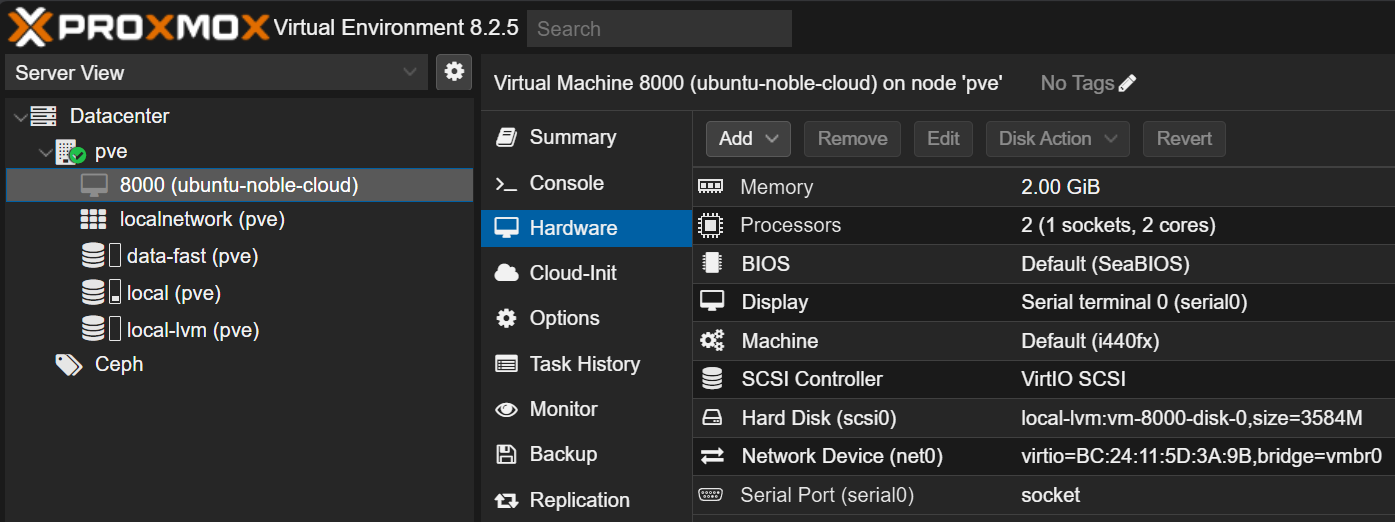 PROXMOX Virtual Environment 8.2.5 Search
Server View
Datacenter
pve
8000 (ubuntu-noble-cloud)
localnetwork (pve)
data-fast (pve)
local (pve)
local-lvm (pve)
Ceph
Virtual Machine 8000 (ubuntu-noble-cloud) on node 'pve' No Tags
Summary
Console
Hardware
Cloud-Init
Options
Task History
Monitor
Backup
Replication
Add Remove Edit Disk Action Revert
Memory 2.00 GiB
Processors 2 (1 sockets, 2 cores)
BIOS Default (SeaBIOS)
Display Serial terminal 0 (serial0)
Machine Default (i440fx)
SCSI Controller VirtIO SCSI
Hard Disk (scsi0) local-lvm:vm-8000-disk-0,size=3584M
Network Device (net0) virtio=BC:24:11:5D:3A:9B,bridge=vmbr0
Serial Port (serial0) socket